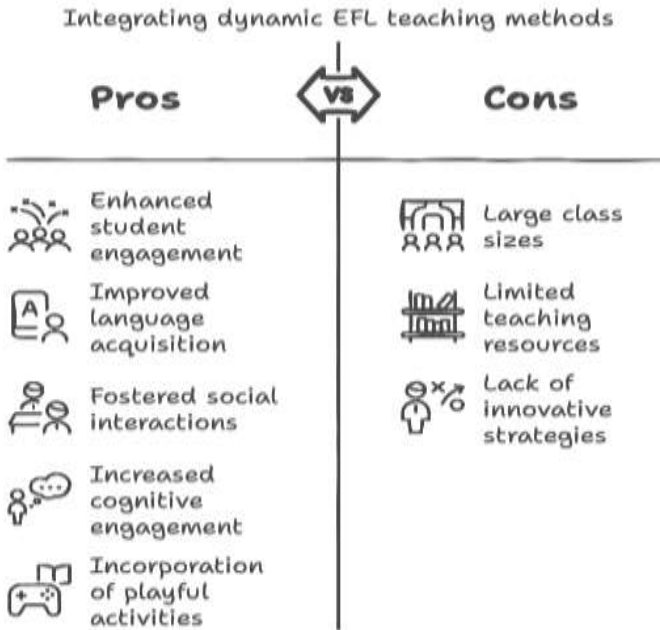 Integrating dynamic EFL teaching methods
Pros
VS
Cons
Enhanced
student
engagement
Improved
language
acquisition
Fostered social
interactions
Increased
cognitive
engagement
Incorporation
of playful
activities
Large class
sizes
Limited
teaching
resources
Lack of
innovative
strategies
A